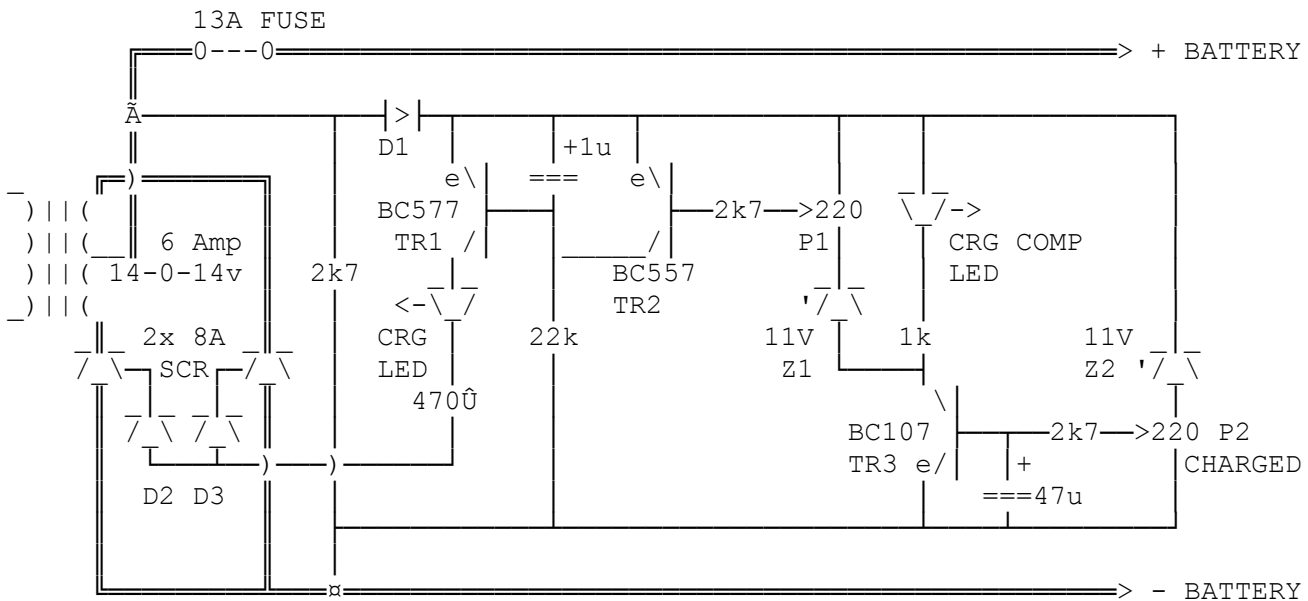 13A FUSE
0---0 > + BATTERY
Ã > D1 +1u
e\ === e\
BC577 2k7 >220 \_/->
TR1 / 6 Amp /  P1 CRG COMP
14-0-14v 2k7 BC557 LED
<-\_/ TR2 '/_\
2x 8A CRG 22k 11V 1k 11V
SCR LED Z1 Z2 '/_\
470Û \
BC107 2k7 >220 P2
TR3 e/ + CHARGED
D2 D3 ===47u
¤ > - BATTERY